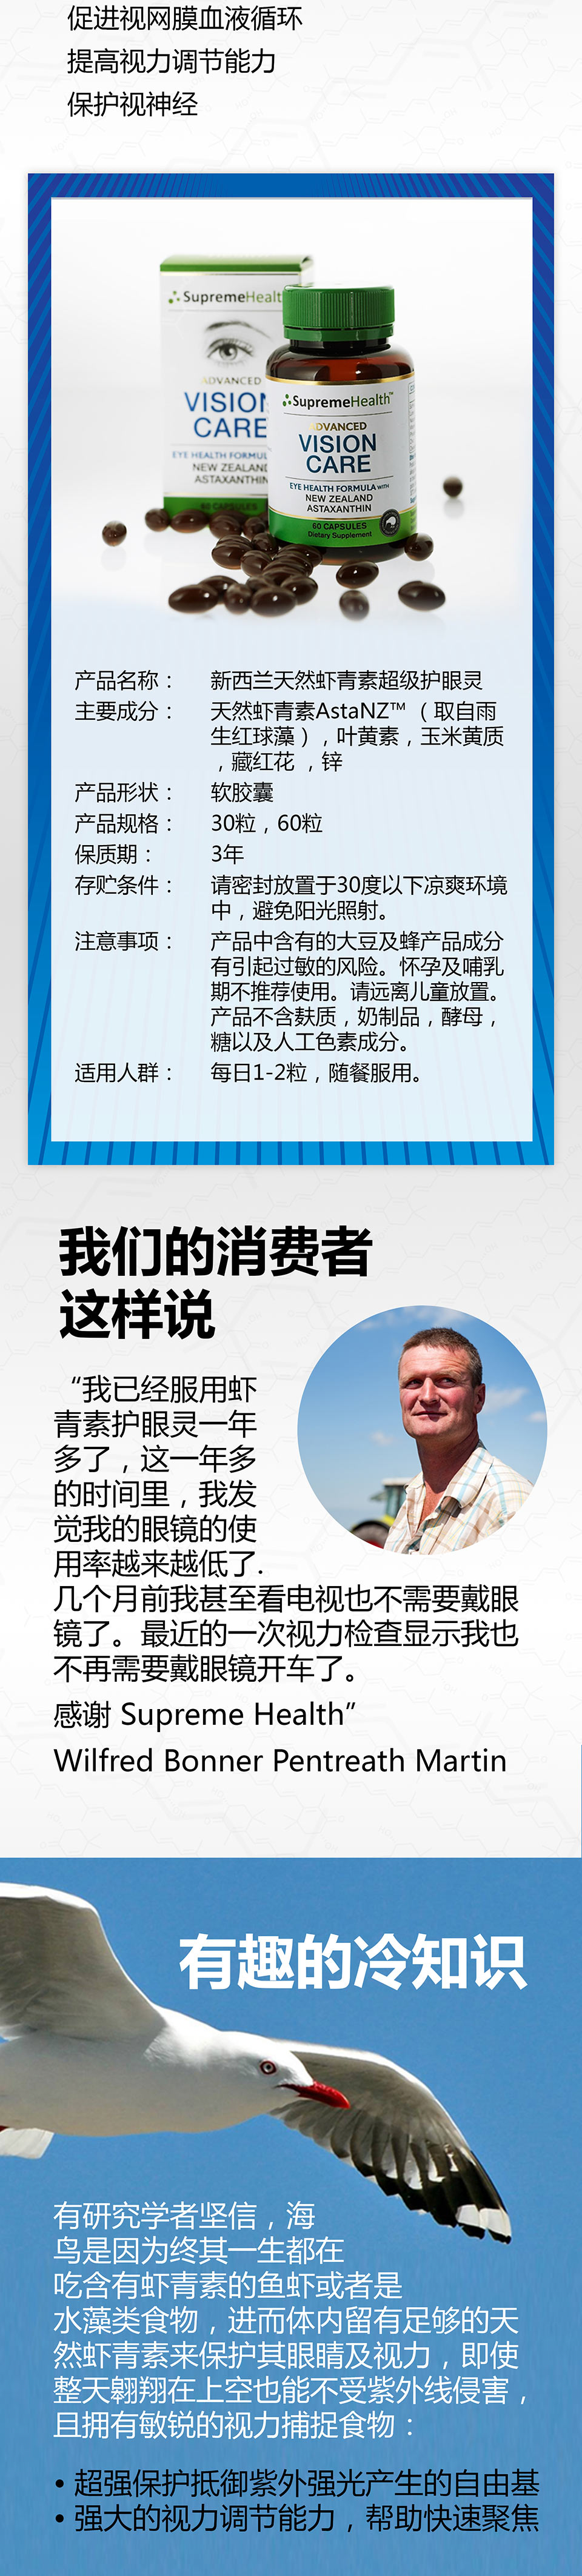 促进视网膜血液循环
提高视力调节能力
保护视神经
SupremeHealt
ADVANCED
VISION
CARE
EYE HEALTH FORMUL
NEW ZEALAND
ASTAXANTHIN
60 CAPSULES
SupremeHealth™
ADVANCED
VISION
CARE
EYE HEALTH FORMULA WITH
NEW ZEALAND
ASTAXANTHIN
60 CAPSULES
Dietary Supplement
产品名称： 新西兰天然虾青素超级护眼灵
主要成分： 天然虾青素AstaNZ™（取自雨
生红球藻），叶黄素，玉米黄质
，藏红花 ，锌
产品形状： 软胶囊
产品规格： 30粒，60粒
保质期： 3年
存贮条件： 请密封放置于30度以下凉爽环境
中，避免阳光照射。
注意事项： 产品中含有的大豆及蜂产品成分
有引起过敏的风险。怀孕及哺乳
期不推荐使用。请远离儿童放置。
产品不含麸质，奶制品，酵母，
糖以及人工色素成分。
适用人群： 每日1-2粒，随餐服用。
我们的消费者
这样说
“我已经服用虾
青素护眼灵一年
多了，这一年多
的时间里，我发
觉我的眼镜的使
用率越来越低了.
几个月前我甚至看电视也不需要戴眼
镜了。最近的一次视力检查显示我也
不再需要戴眼镜开车了。
感谢 Supreme Health”
Wilfred Bonner Pentreath Martin
有趣的冷知识
有研究学者坚信，海
鸟是因为终其一生都在
吃含有虾青素的鱼虾或者是
水藻类食物，进而体内留有足够的天
然虾青素来保护其眼睛及视力，即使
整天翱翔在上空也能不受紫外线侵害，
且拥有敏锐的视力捕捉食物：
• 超强保护抵御紫外强光产生的自由基
• 强大的视力调节能力，帮助快速聚焦